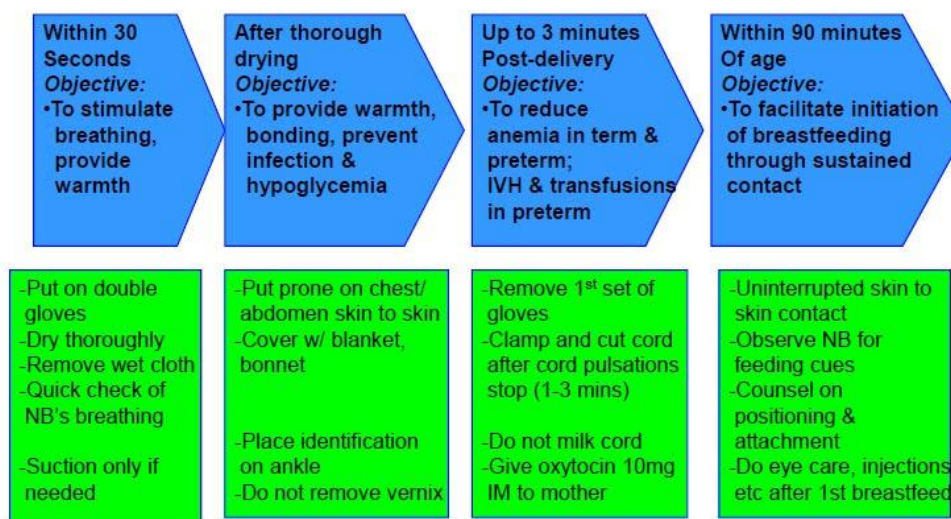 Within 30
Seconds
Objective:
•To stimulate
breathing,
provide
warmth
After thorough
drying
Objective:
•To provide warmth,
bonding, prevent
infection &
hypoglycemia
Up to 3 minutes
Post-delivery
Objective:
•To reduce
anemia in term &
preterm;
IVH & transfusions
in preterm
Within 90 minutes
Of age
Objective:
•To facilitate initiation
of breastfeeding
through sustained
contact
-Put on double
gloves
-Dry thoroughly
-Remove wet cloth
-Quick check of
NB's breathing
-Suction only if
needed
-Put prone on chest/
abdomen skin to skin
-Cover w/ blanket,
bonnet
-Place identification
on ankle
-Do not remove vernix
-Remove 1st set of
gloves
-Clamp and cut cord
after cord pulsations
stop (1-3 mins)
-Do not milk cord
-Give oxytocin 10mg
IM to mother
-Uninterrupted skin to
skin contact
-Observe NB for
feeding cues
-Counsel on
positioning &
attachment
-Do eye care, injections
etc after 1st breastfeed